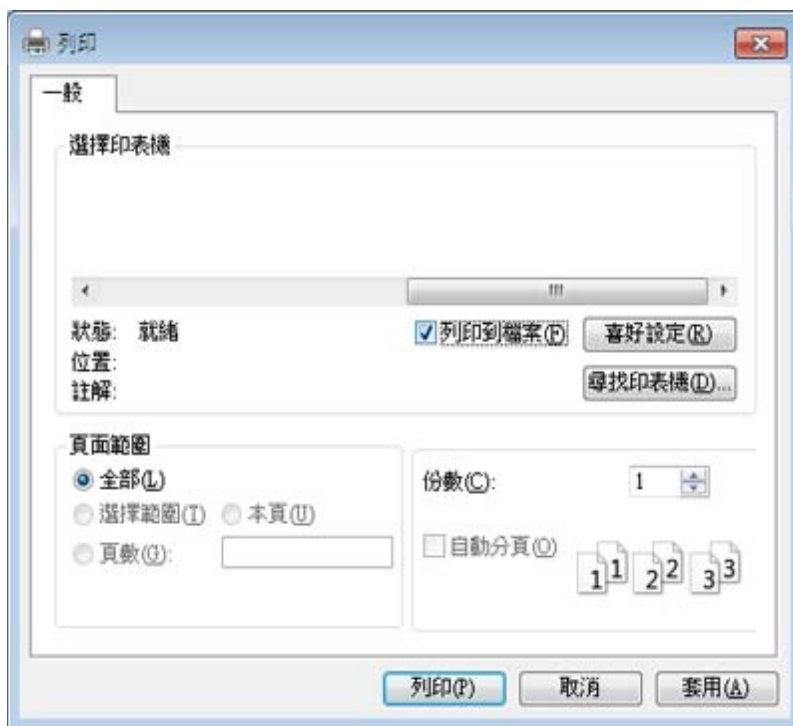 列印
一般
選擇印表機
狀態: 就緒
列印到檔案(F)
喜好設定(R)
位置:
註解:
尋找印表機(D)...
頁面範圍
全部(L)
選擇範圍(T)
本頁(U)
頁數(G):
份數(C):
1
自動分頁(O)
1 1 2 2 3 3
列印(P)
取消
套用(A)